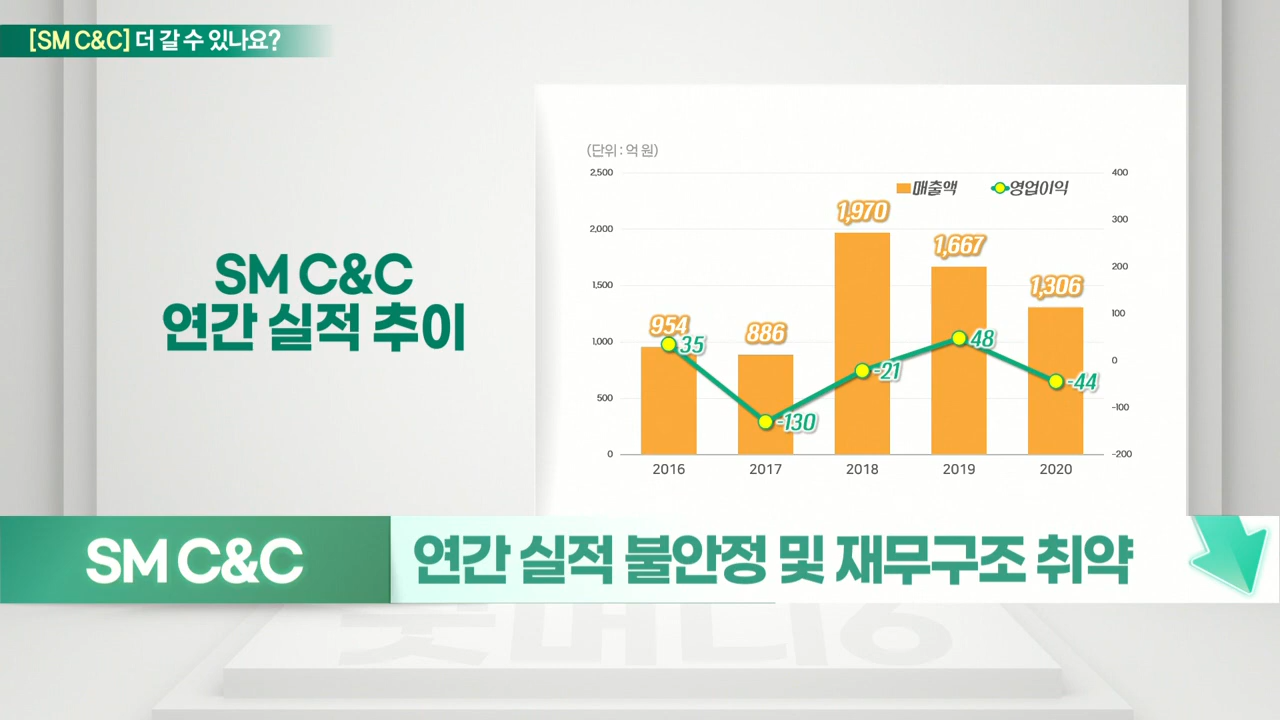 [SM C&C] 더 갈 수 있나요?
SM C&C
연간 실적 추이
(단위 : 억 원)
매출액 영업이익
2,500 400
300
2,000
200
1,500
100
1,000 0
500 -100
0 -200
954 886 1,970 1,667 1,306
35 -130 -21 48 -44
2016 2017 2018 2019 2020
SM C&C 연간 실적 불안정 및 재무구조 취약